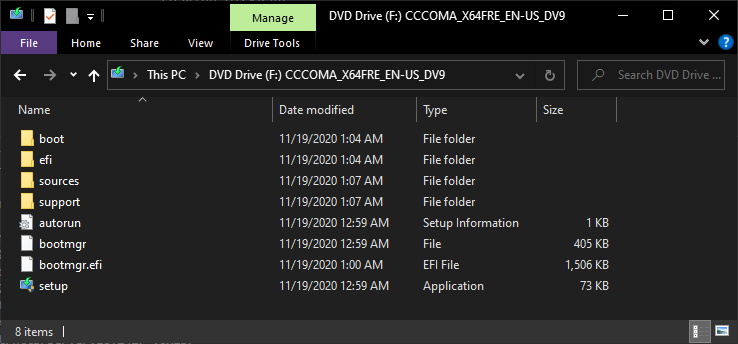 Manage
DVD Drive (F:) CCCOMA_X64FRE_EN-US_DV9
File
Drive Tools
This PC > DVD Drive (F:) CCCOMA_X64FRE_EN-US_DV9
Search DVD Drive ...
Name Date modified Type Size
boot 11/19/2020 1:04 AM File folder
efi 11/19/2020 1:04 AM File folder
sources 11/19/2020 1:07 AM File folder
support 11/19/2020 1:07 AM File folder
autorun 11/19/2020 12:59 AM Setup Information 1 KB
bootmgr 11/19/2020 12:59 AM File 405 KB
bootmgr.efi 11/19/2020 1:00 AM EFI File 1,506 KB
setup 11/19/2020 12:59 AM Application 73 KB
8 items